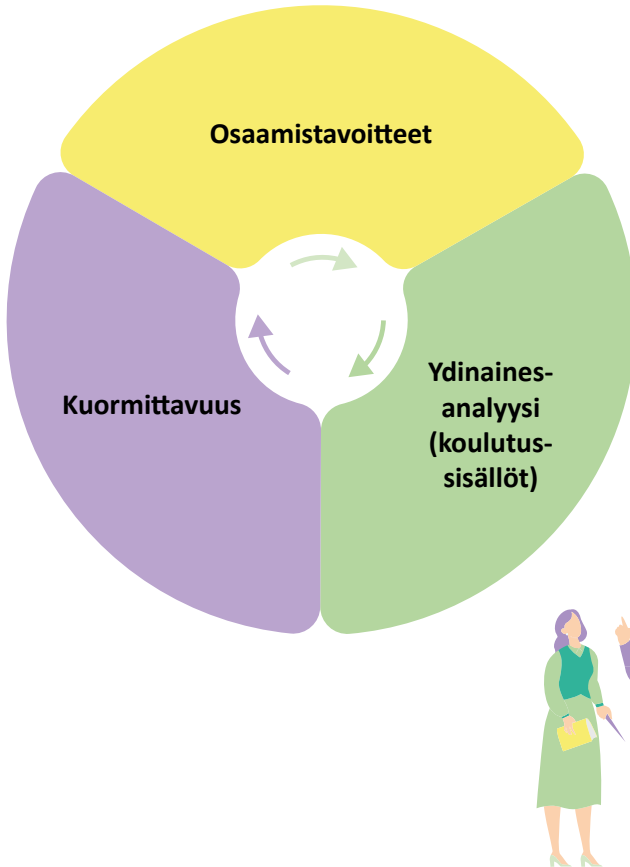 Osaamistavoitteet
Kuormittavuus
Ydinaines-
analyysi
(koulutus-
sisällöt)